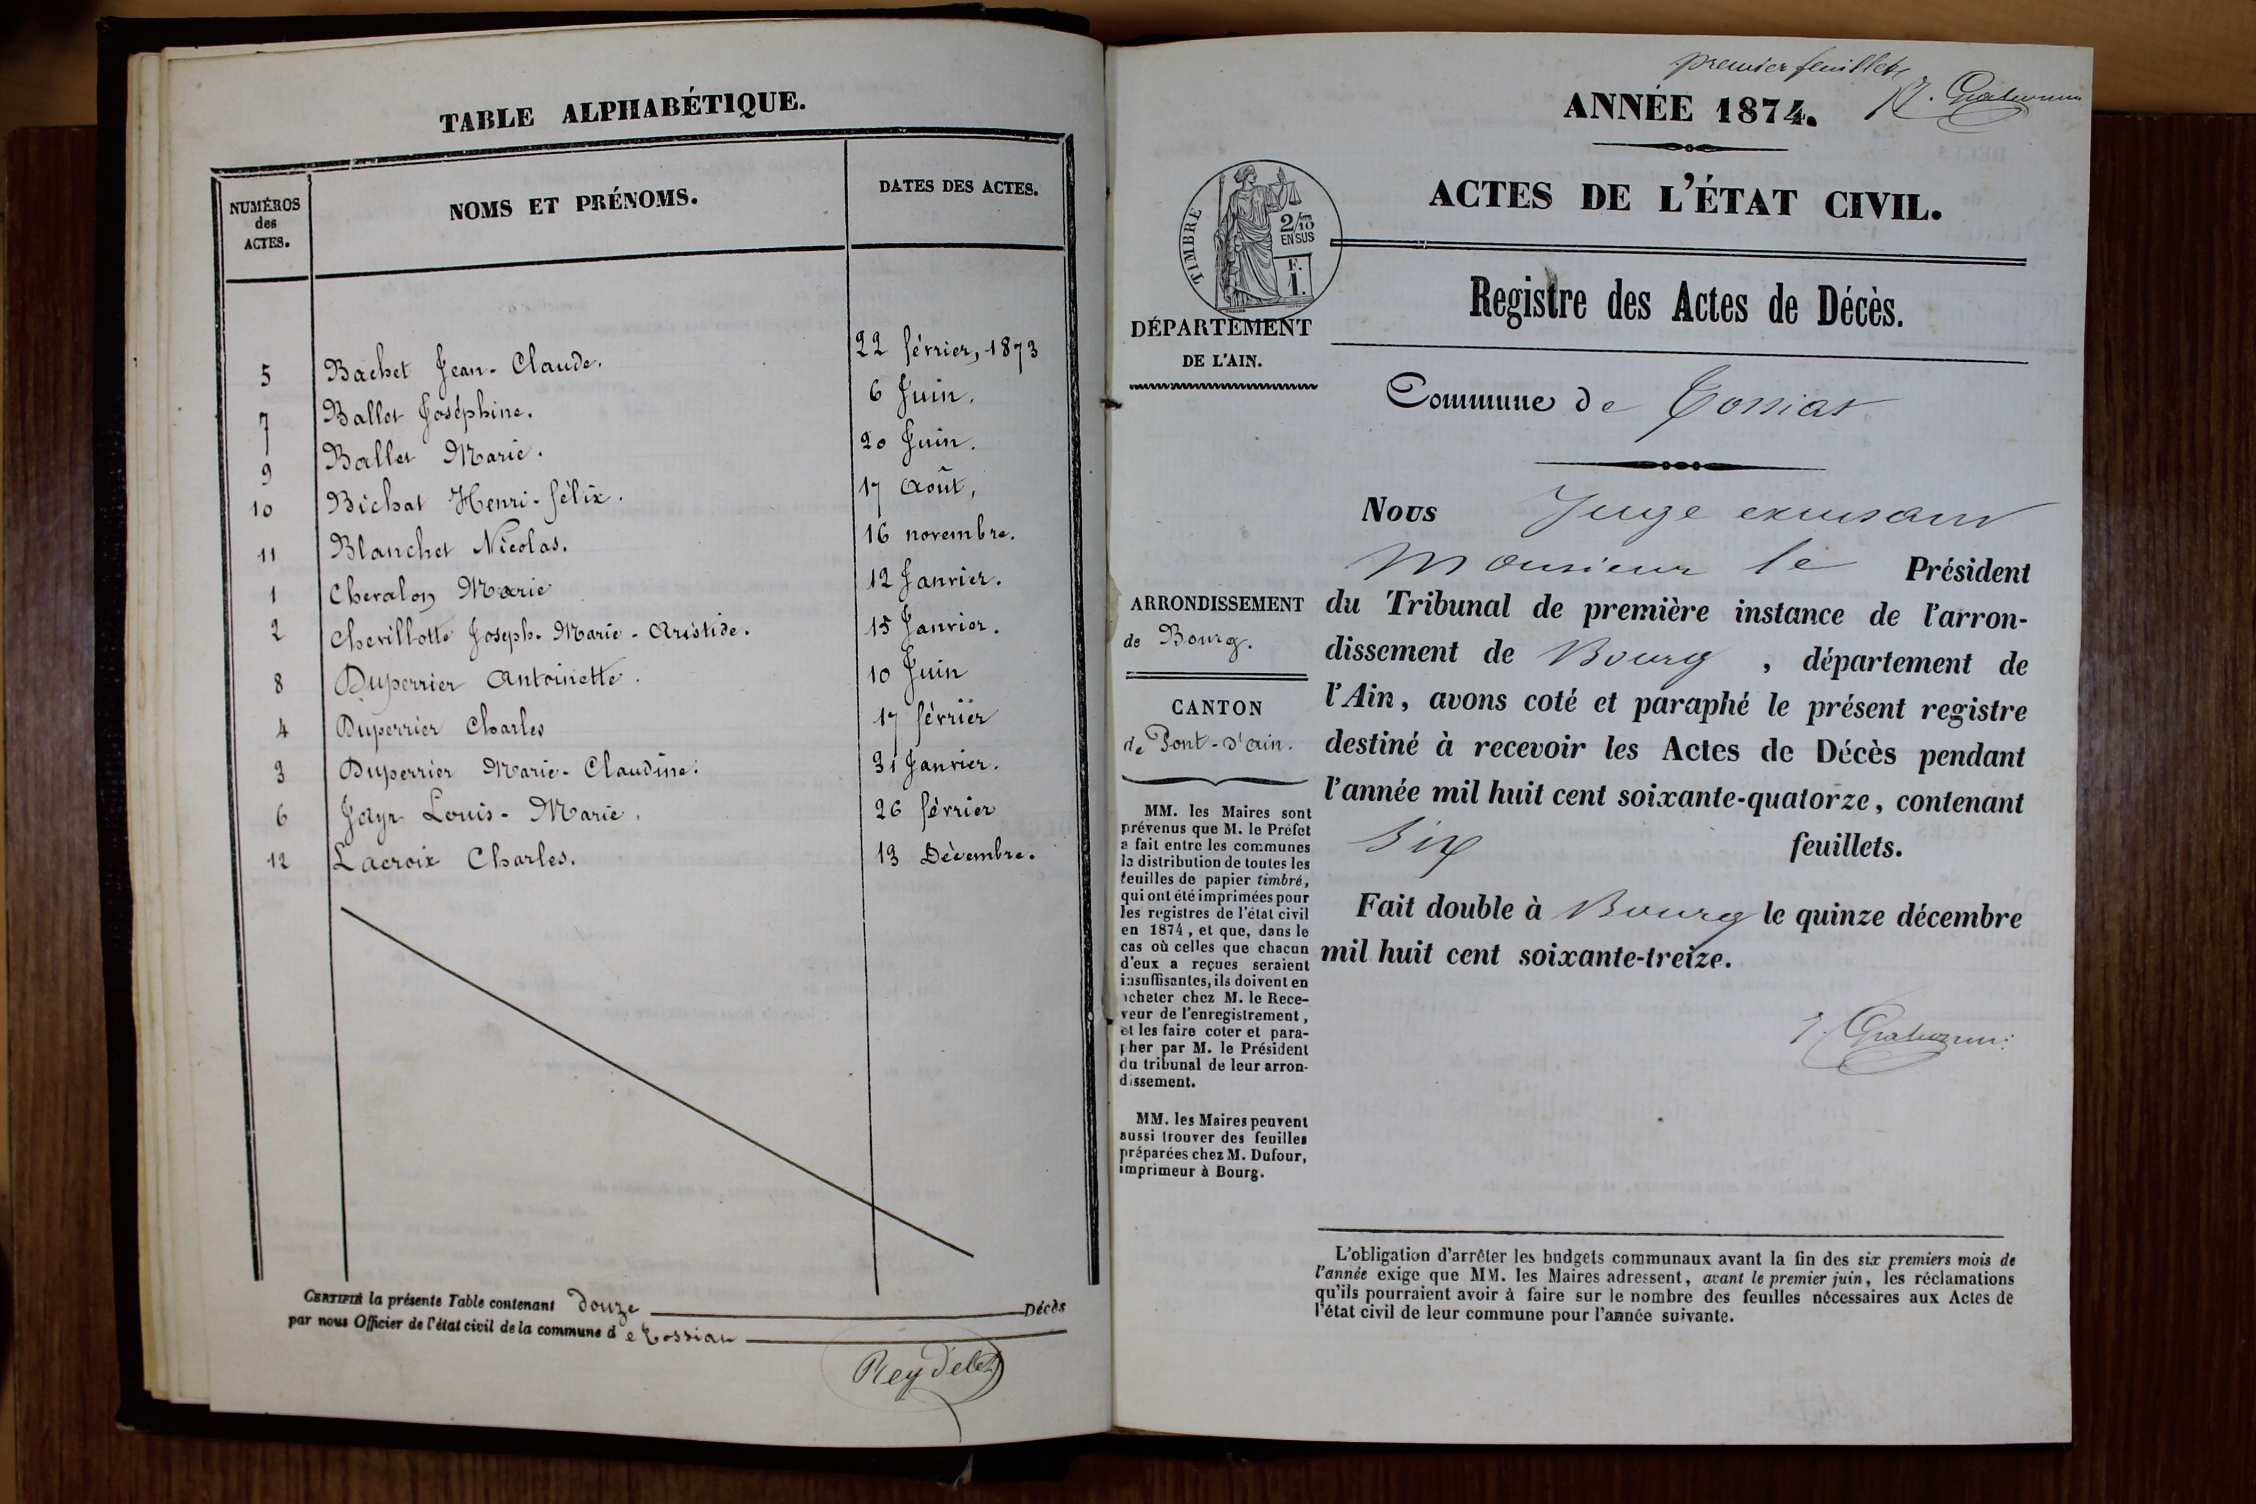 TABLE ALPHABÉTIQUE.
NUMÉROS des ACTES. NOMS ET PRÉNOMS. DATES DES ACTES.
5 Bachet Jean-Claude. 22 février, 1873
7 Ballet Joséphine. 6 Juin.
9 Ballet Marie. 20 Juin.
10 Bichat Henri-félix. 17 Août,
11 Blanchet Nicolas. 16 novembre.
1 Chevalon Marie 12 Janvier.
2 Chevillotte Joseph-Marie-Aristide. 15 Janvier.
8 Duperrier Antoinette. 10 Juin
4 Duperrier Charles 17 février
3 Duperrier Marie-Claudine. 31 Janvier.
6 Jayr Louis-Marie. 26 février
12 Lacroix Charles. 13 Décembre.
CERTIFIÉ la présente Table contenant douze Décès
par nous Officier de l'état civil de la commune de Tossiat
Reydelet
premier feuillet
ANNÉE 1874.
ACTES DE L'ÉTAT CIVIL.
TIMBRE
2/10 EN SUS
F. 1.
DÉPARTEMENT
DE L'AIN.
Registre des Actes de Décès.
Commune de Tossiat
ARRONDISSEMENT
de Bourg.
CANTON
de Pont-d'ain.
MM. les Maires sont
prévenus que M. le Préfet
a fait entre les communes
la distribution de toutes les
feuilles de papier timbré,
qui ont été imprimées pour
les registres de l'état civil
en 1874, et que, dans le
cas où celles que chacun
d'eux a reçues seraient
insuffisantes, ils doivent en
acheter chez M. le Rece-
veur de l'enregistrement,
et les faire coter et para-
pher par M. le Président
du tribunal de leur arron-
dissement.
MM. les Maires peuvent
aussi trouver des feuilles
préparées chez M. Dufour,
imprimeur à Bourg.
Nous Juge
Monsieur le Président
du Tribunal de première instance de l'arron-
dissement de Bourg, département de
l'Ain, avons coté et paraphé le présent registre
destiné à recevoir les Actes de Décès pendant
l'année mil huit cent soixante-quatorze, contenant
Six feuillets.
Fait double à Bourg le quinze décembre
mil huit cent soixante-treize.
L'obligation d'arrêter les budgets communaux avant la fin des six premiers mois de
l'année exige que MM. les Maires adressent, avant le premier juin, les réclamations
qu'ils pourraient avoir à faire sur le nombre des feuilles nécessaires aux Actes de
l'état civil de leur commune pour l'année suivante.